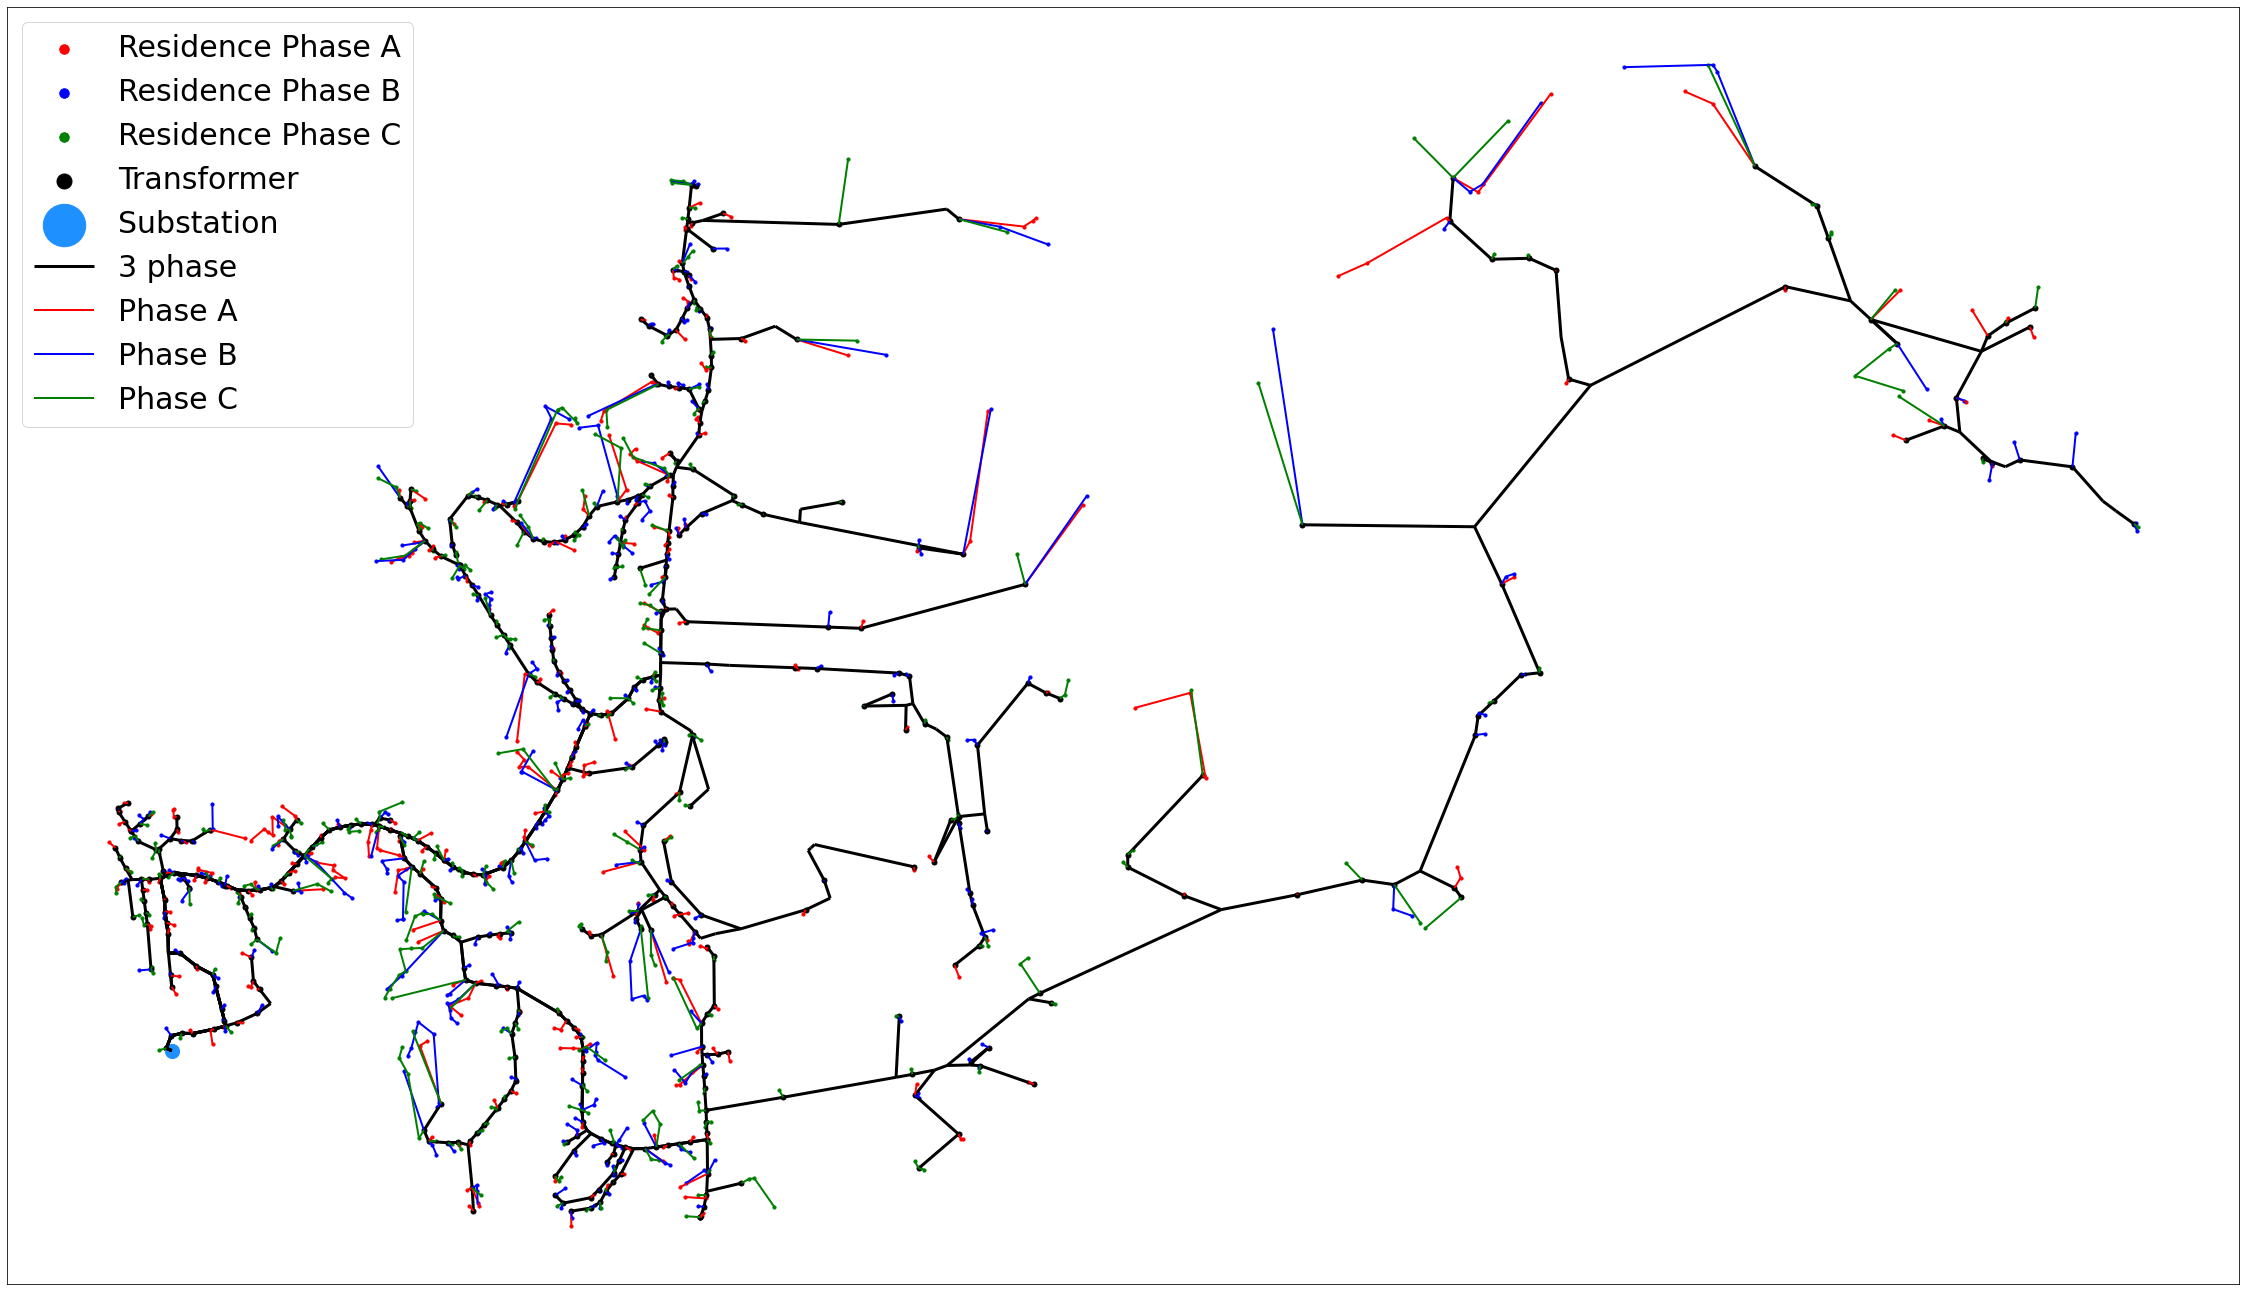 Residence Phase A
Residence Phase B
Residence Phase C
Transformer
Substation
3 phase
Phase A
Phase B
Phase C